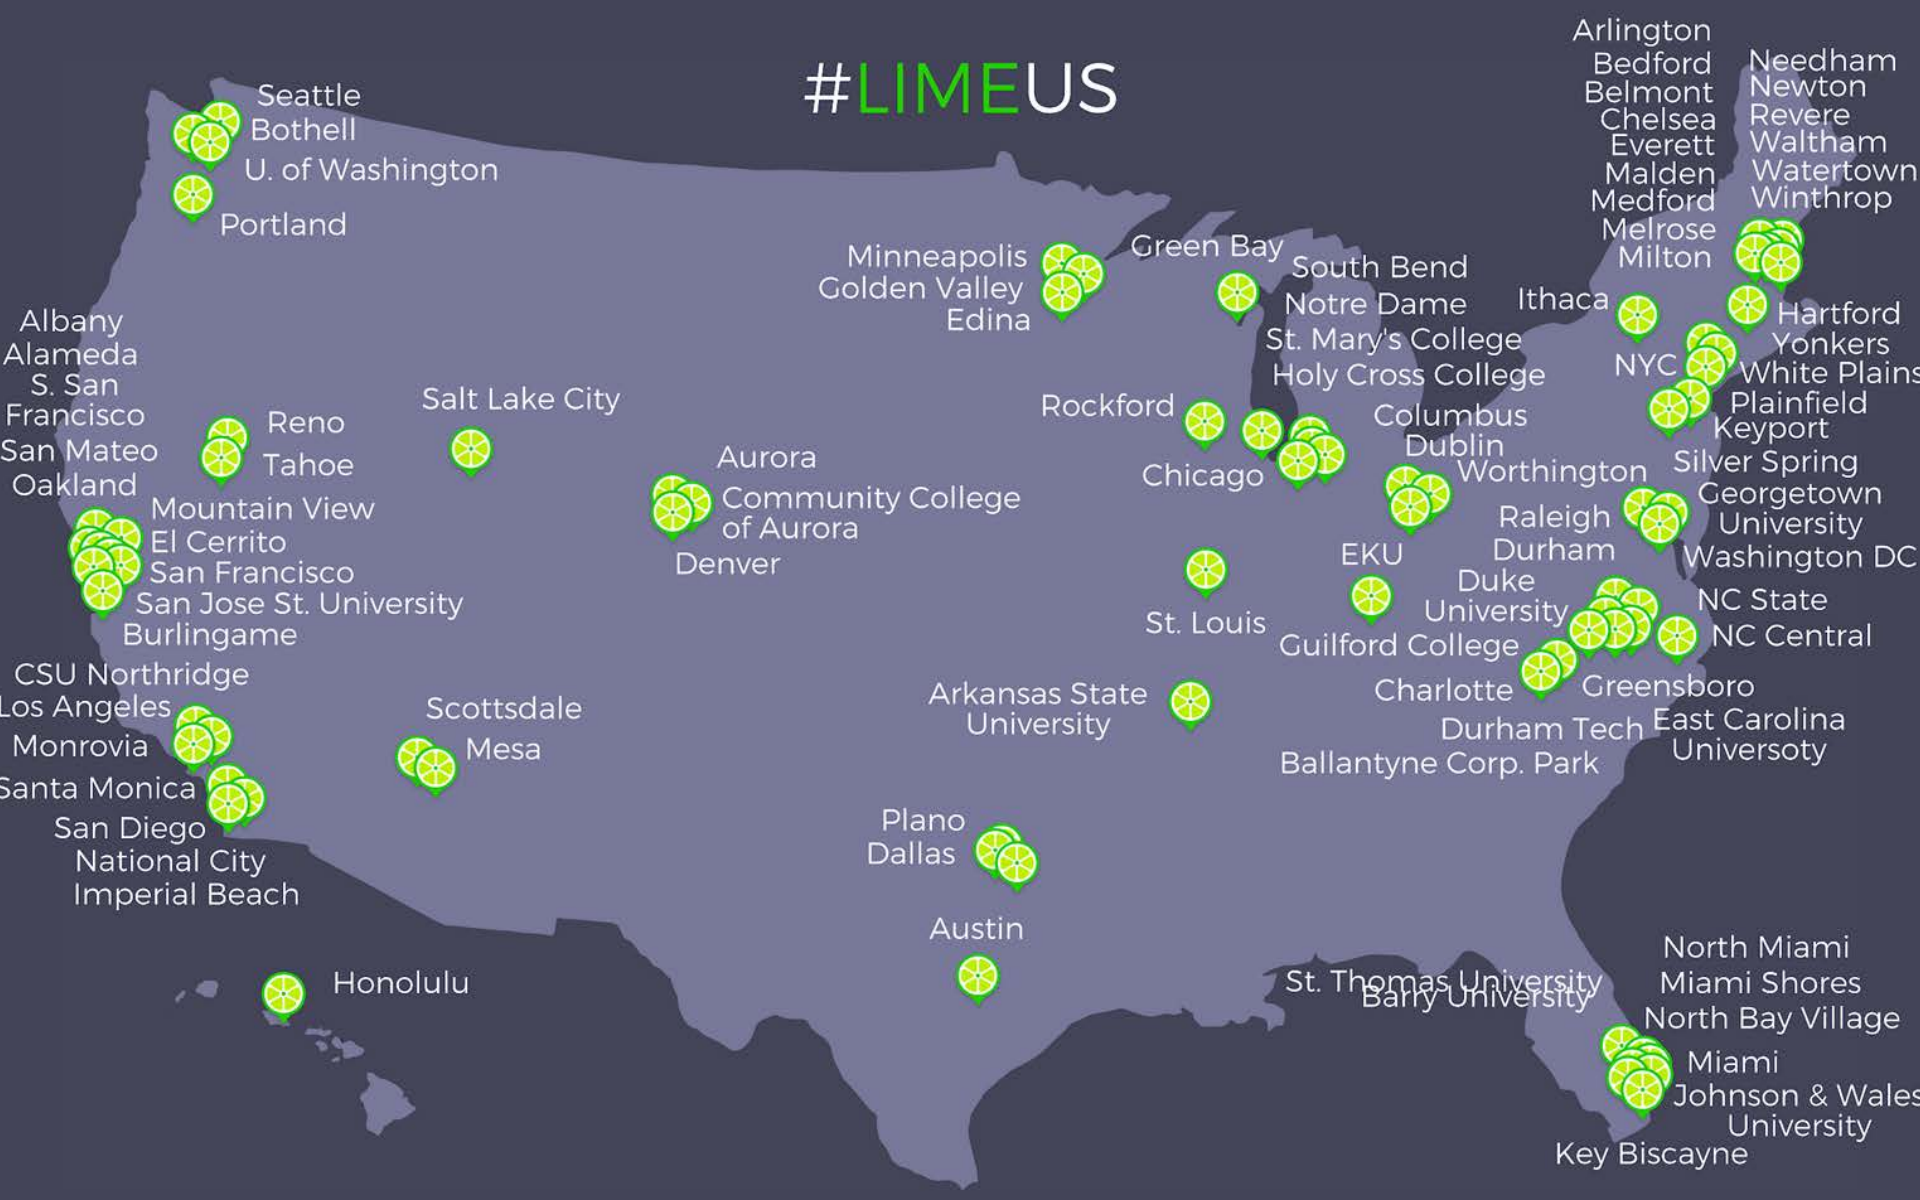 #LIMEUS
Seattle
Bothell
U. of Washington
Portland
Albany
Alameda
S. San
Francisco
San Mateo
Oakland
Reno
Tahoe
Mountain View
El Cerrito
San Francisco
San Jose St. University
Burlingame
CSU Northridge
Los Angeles
Monrovia
Santa Monica
San Diego
National City
Imperial Beach
Honolulu
Salt Lake City
Scottsdale
Mesa
Aurora
Community College
of Aurora
Denver
Minneapolis
Golden Valley
Edina
Green Bay
Rockford
Chicago
South Bend
Notre Dame
St. Mary's College
Holy Cross College
Columbus
Dublin
Worthington
St. Louis
EKU
Arkansas State
University
Plano
Dallas
Austin
Arlington
Bedford
Belmont
Chelsea
Everett
Malden
Medford
Melrose
Milton
Needham
Newton
Revere
Waltham
Watertown
Winthrop
Ithaca
Hartford
NYC
Yonkers
White Plains
Plainfield
Keyport
Silver Spring
Georgetown
University
Washington DC
Raleigh
Durham
Duke
University
Guilford College
Charlotte
NC State
NC Central
Greensboro
Durham Tech
East Carolina
Universoty
Ballantyne Corp. Park
St. Thomas University
Barry University
North Miami
Miami Shores
North Bay Village
Miami
Johnson & Wales
University
Key Biscayne